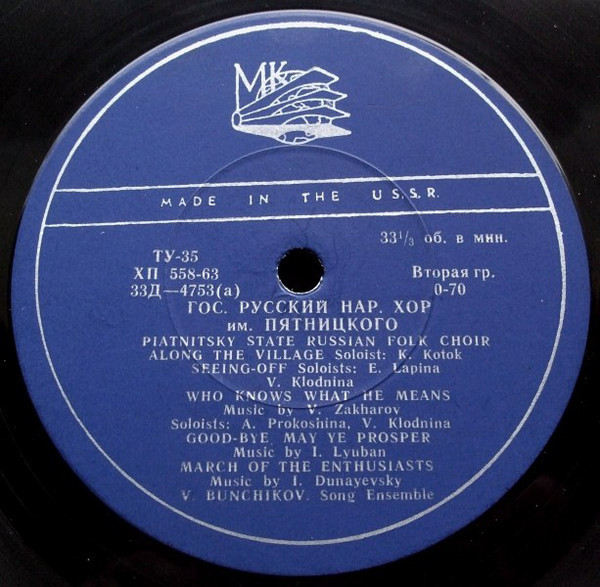 МК
MADE IN THE U.S.S.R.
33⅓ об. в мин.
ТУ-35
ХП 558-63
33Д—4753(а)
Вторая гр.
0-70
ГОС. РУССКИЙ НАР. ХОР
им. ПЯТНИЦКОГО
PIATNITSKY STATE RUSSIAN FOLK CHOIR
ALONG THE VILLAGE Soloist: K. Kotok
SEEING-OFF Soloists: E. Lapina
V. Klodnina
WHO KNOWS WHAT HE MEANS
Music by V. Zakharov
Soloists: A. Prokoshina, V. Klodnina
GOOD-BYE, MAY YE PROSPER
Music by I. Lyuban
MARCH OF THE ENTHUSIASTS
Music by I. Dunayevsky
V. BUNCHIKOV. Song Ensemble